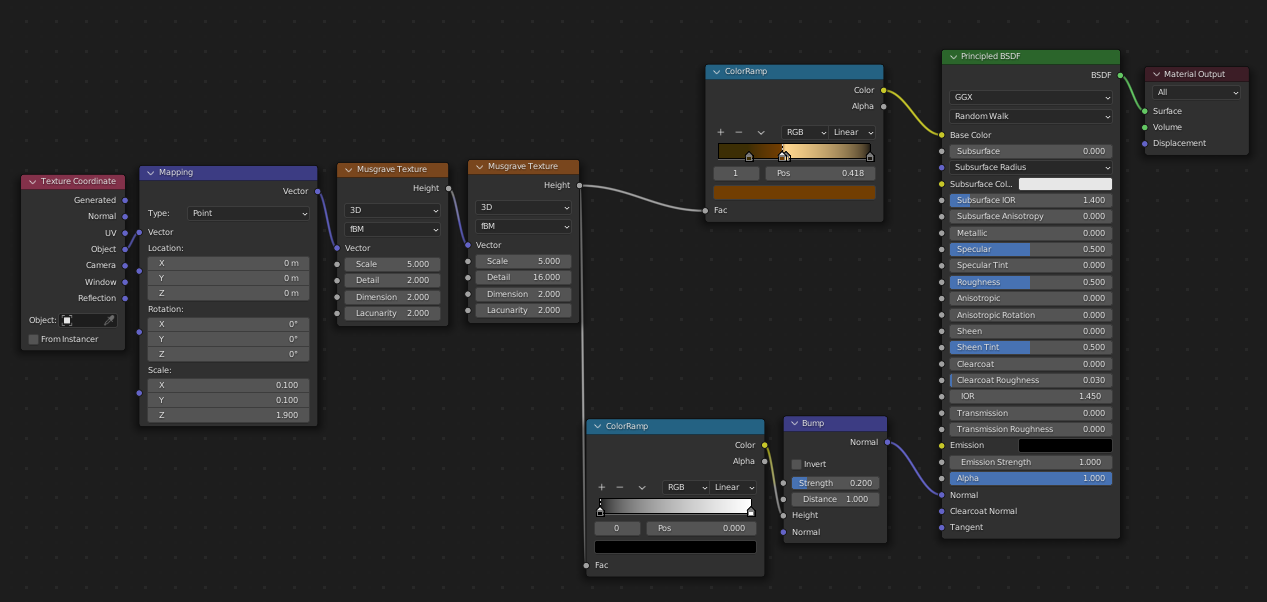 Texture Coordinate
Generated
Normal
UV
Object
Camera
Window
Reflection
Object:
From Instancer
Mapping
Vector
Type: Point
Vector
Location:
X 0 m
Y 0 m
Z 0 m
Rotation:
X 0°
Y 0°
Z 0°
Scale:
X 0.100
Y 0.100
Z 1.900
Musgrave Texture
Height
3D
fBM
Vector
Scale 5.000
Detail 2.000
Dimension 2.000
Lacunarity 2.000
Musgrave Texture
Height
3D
fBM
Vector
Scale 5.000
Detail 16.000
Dimension 2.000
Lacunarity 2.000
ColorRamp
Color
Alpha
+ − RGB Linear
1 Pos 0.418
Fac
ColorRamp
Color
Alpha
+ − RGB Linear
0 Pos 0.000
Fac
Bump
Normal
Invert
Strength 0.200
Distance 1.000
Height
Normal
Principled BSDF
BSDF
GGX
Random Walk
Base Color
Subsurface 0.000
Subsurface Radius
Subsurface Col...
Subsurface IOR 1.400
Subsurface Anisotropy 0.000
Metallic 0.000
Specular 0.500
Specular Tint 0.000
Roughness 0.500
Anisotropic 0.000
Anisotropic Rotation 0.000
Sheen 0.000
Sheen Tint 0.500
Clearcoat 0.000
Clearcoat Roughness 0.030
IOR 1.450
Transmission 0.000
Transmission Roughness 0.000
Emission
Emission Strength 1.000
Alpha 1.000
Normal
Clearcoat Normal
Tangent
Material Output
All
Surface
Volume
Displacement